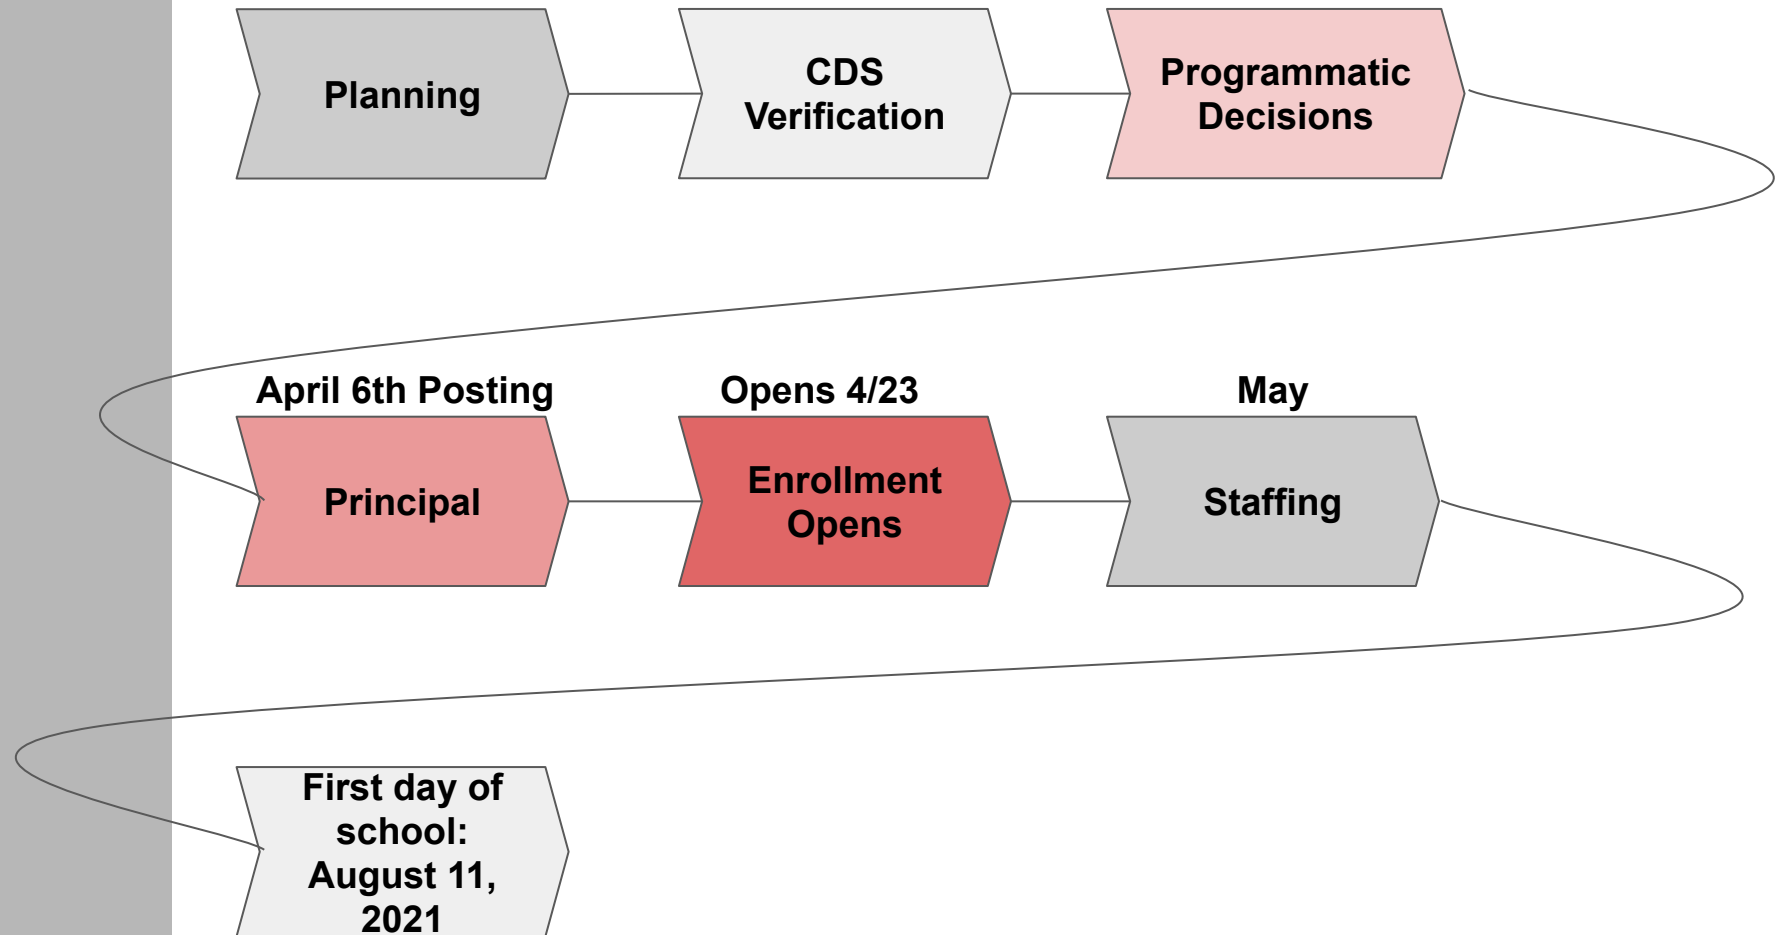 Planning
CDS
Verification
Programmatic
Decisions
April 6th Posting
Opens 4/23
May
Principal
Enrollment
Opens
Staffing
First day of
school:
August 11,
2021